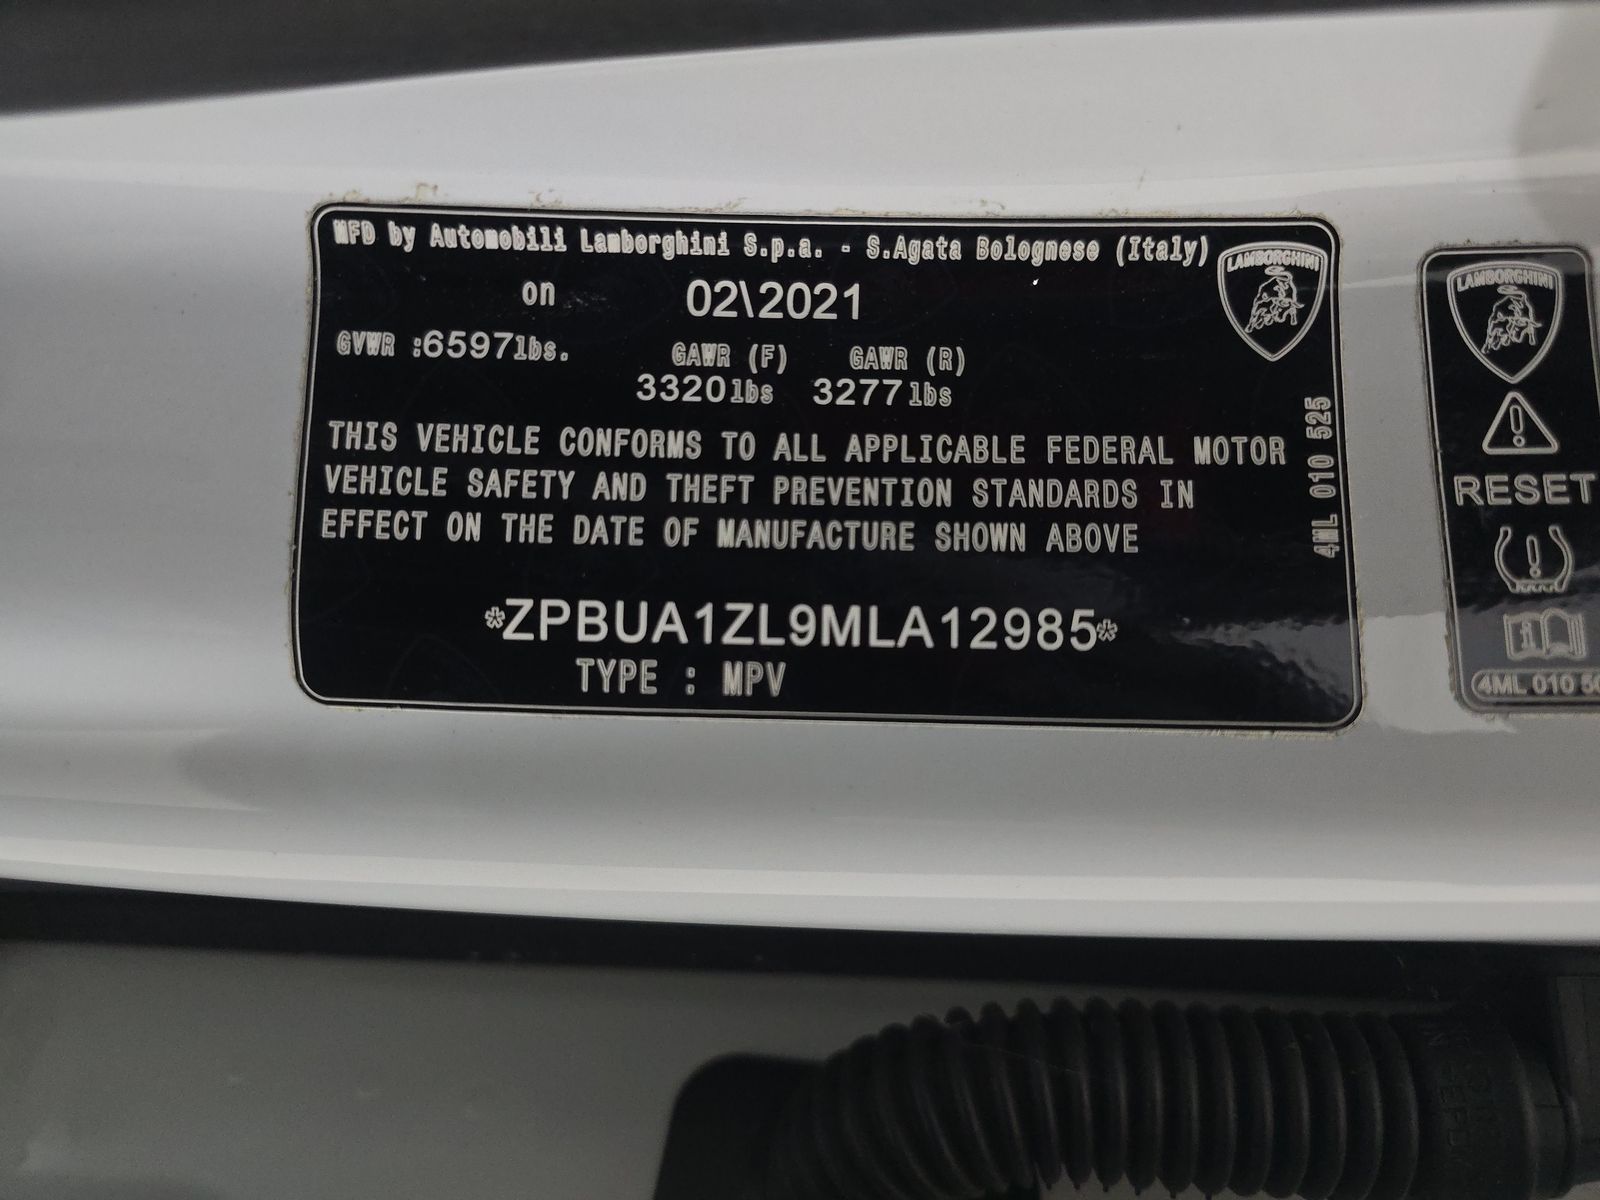 MFD by Automobili Lamborghini S.p.a. - S.Agata Bolognese (Italy)
on 02\2021
GVWR :6597lbs. GAWR (F) GAWR (R)
3320lbs 3277lbs
THIS VEHICLE CONFORMS TO ALL APPLICABLE FEDERAL MOTOR
VEHICLE SAFETY AND THEFT PREVENTION STANDARDS IN
EFFECT ON THE DATE OF MANUFACTURE SHOWN ABOVE
*ZPBUA1ZL9MLA12985*
TYPE : MPV
LAMBORGHINI
4ML 010 525
LAMBORGHINI
RESET
4ML 010